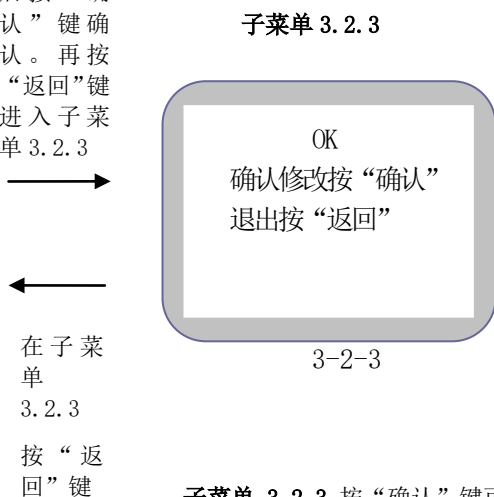 认”键确
认。再按
“返回”键
进入子菜
单 3.2.3
子菜单 3.2.3
OK
确认修改按“确认”
退出按“返回”
3-2-3
在子菜
单
3.2.3
按“返
回”键
子菜单 3.2.3 按“确认”键